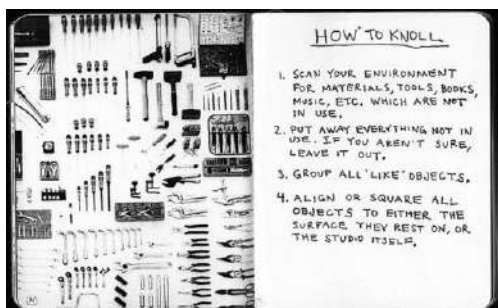 HOW TO KNOLL
1. SCAN YOUR ENVIRONMENT
FOR MATERIALS, TOOLS, BOOKS,
MUSIC, ETC. WHICH ARE NOT
IN USE.
2. PUT AWAY EVERYTHING NOT IN
USE. IF YOU AREN'T SURE,
LEAVE IT OUT.
3. GROUP ALL 'LIKE' OBJECTS.
4. ALIGN OR SQUARE ALL
OBJECTS TO EITHER THE
SURFACE THEY REST ON, OR
THE STUDIO ITSELF.